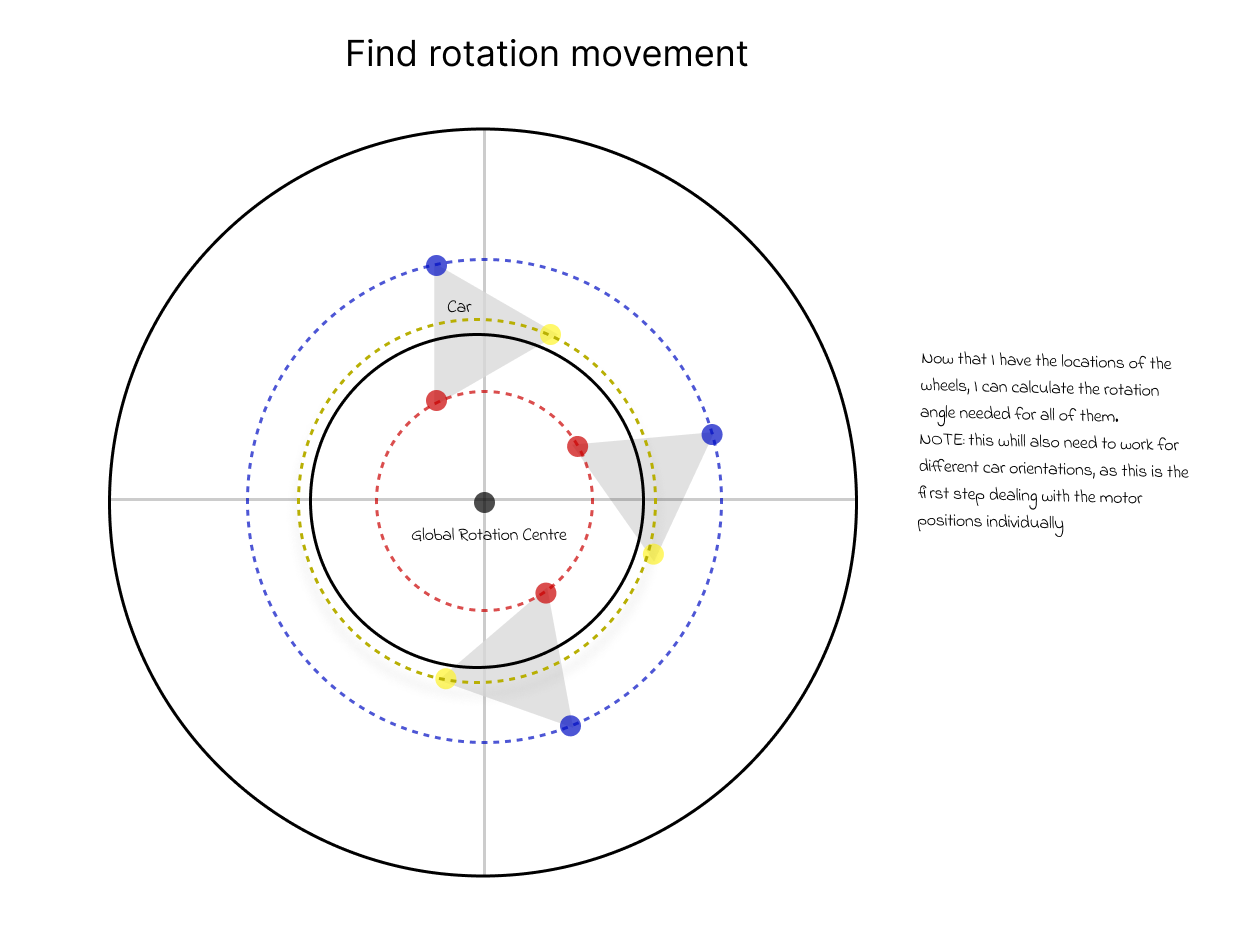 Find rotation movement
Car
Global Rotation Centre
Now that I have the locations of the
wheels, I can calculate the rotation
angle needed for all of them.
NOTE: this whill also need to work for
different car orientations, as this is the
first step dealing with the motor
positions individually